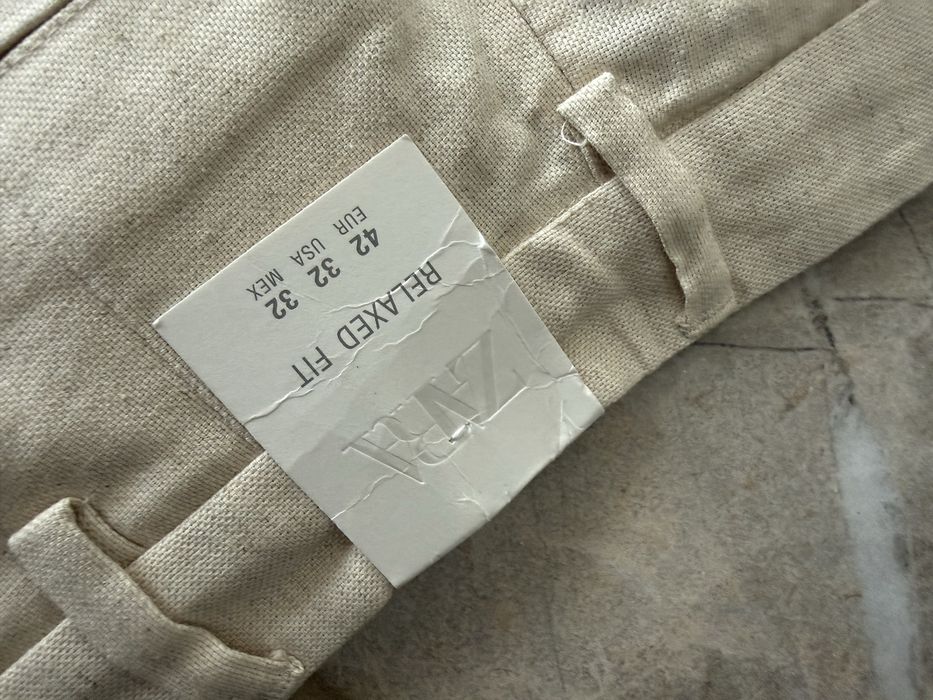 ZARA
RELAXED FIT
EUR USA MEX
42 32 32